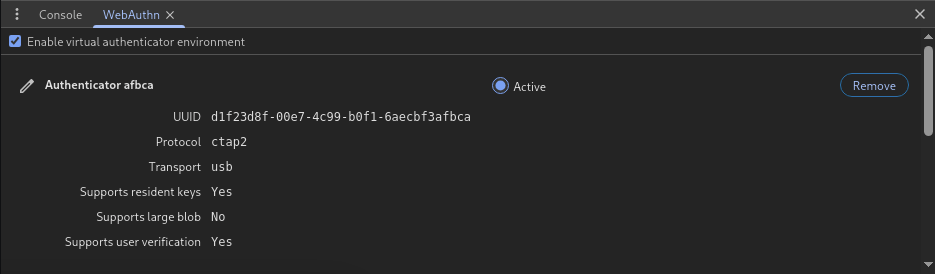 Console WebAuthn
Enable virtual authenticator environment
Authenticator afbca Active Remove
UUID d1f23d8f-00e7-4c99-b0f1-6aecbf3afbca
Protocol ctap2
Transport usb
Supports resident keys Yes
Supports large blob No
Supports user verification Yes